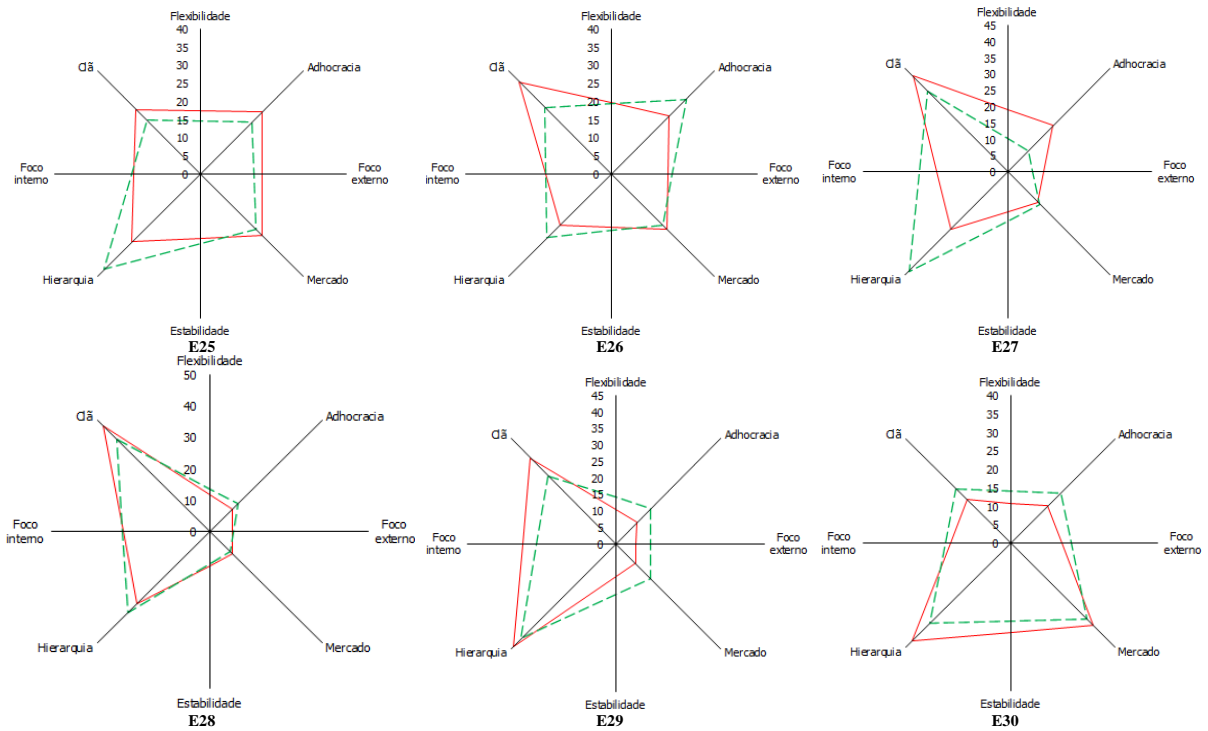 Flexibilidade
40
35
30
25
20
15
10
5
0
Clã
Adhocracia
Foco
interno
Foco
externo
Hierarquia
Mercado
Estabilidade
E25
Flexibilidade
40
35
30
25
20
15
10
5
0
Clã
Adhocracia
Foco
interno
Foco
externo
Hierarquia
Mercado
Estabilidade
E26
Flexibilidade
45
40
35
30
25
20
15
10
5
0
Clã
Adhocracia
Foco
interno
Foco
externo
Hierarquia
Mercado
Estabilidade
E27
Flexibilidade
50
40
30
20
10
0
Clã
Adhocracia
Foco
interno
Foco
externo
Hierarquia
Mercado
Estabilidade
E28
Flexibilidade
45
40
35
30
25
20
15
10
5
0
Clã
Adhocracia
Foco
interno
Foco
externo
Hierarquia
Mercado
Estabilidade
E29
Flexibilidade
40
35
30
25
20
15
10
5
0
Clã
Adhocracia
Foco
interno
Foco
externo
Hierarquia
Mercado
Estabilidade
E30